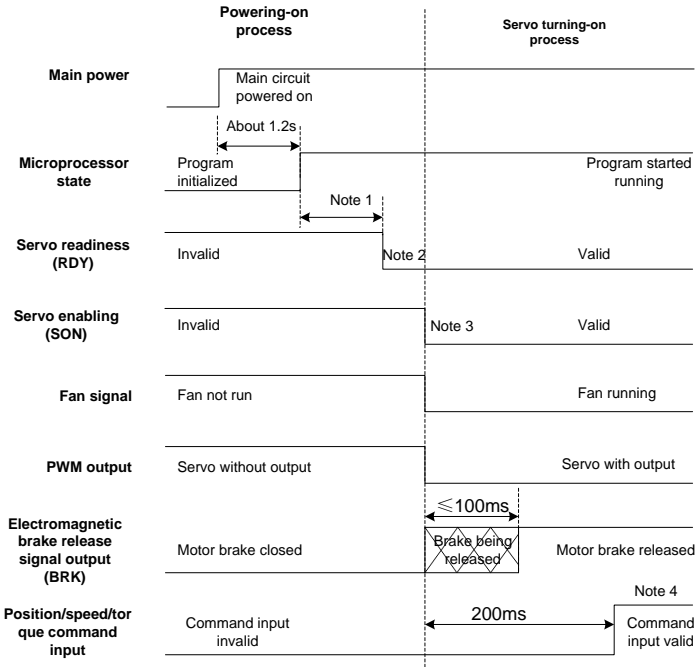 Powering-on
process
Servo turning-on
process
Main power
Main circuit
powered on
About 1.2s
Microprocessor
state
Program
initialized
Program started
running
Note 1
Servo readiness
(RDY)
Invalid
Note 2
Valid
Servo enabling
(SON)
Invalid
Note 3
Valid
Fan signal
Fan not run
Fan running
PWM output
Servo without output
Servo with output
≤100ms
Electromagnetic
brake release
signal output
(BRK)
Motor brake closed
Brake being
released
Motor brake released
Note 4
Position/speed/tor
que command
input
Command input
invalid
200ms
Command
input valid